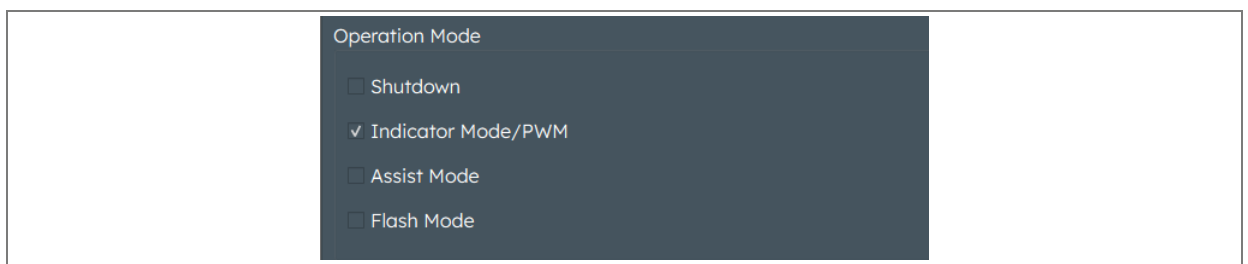 Operation Mode
Shutdown
Indicator Mode/PWM
Assist Mode
Flash Mode